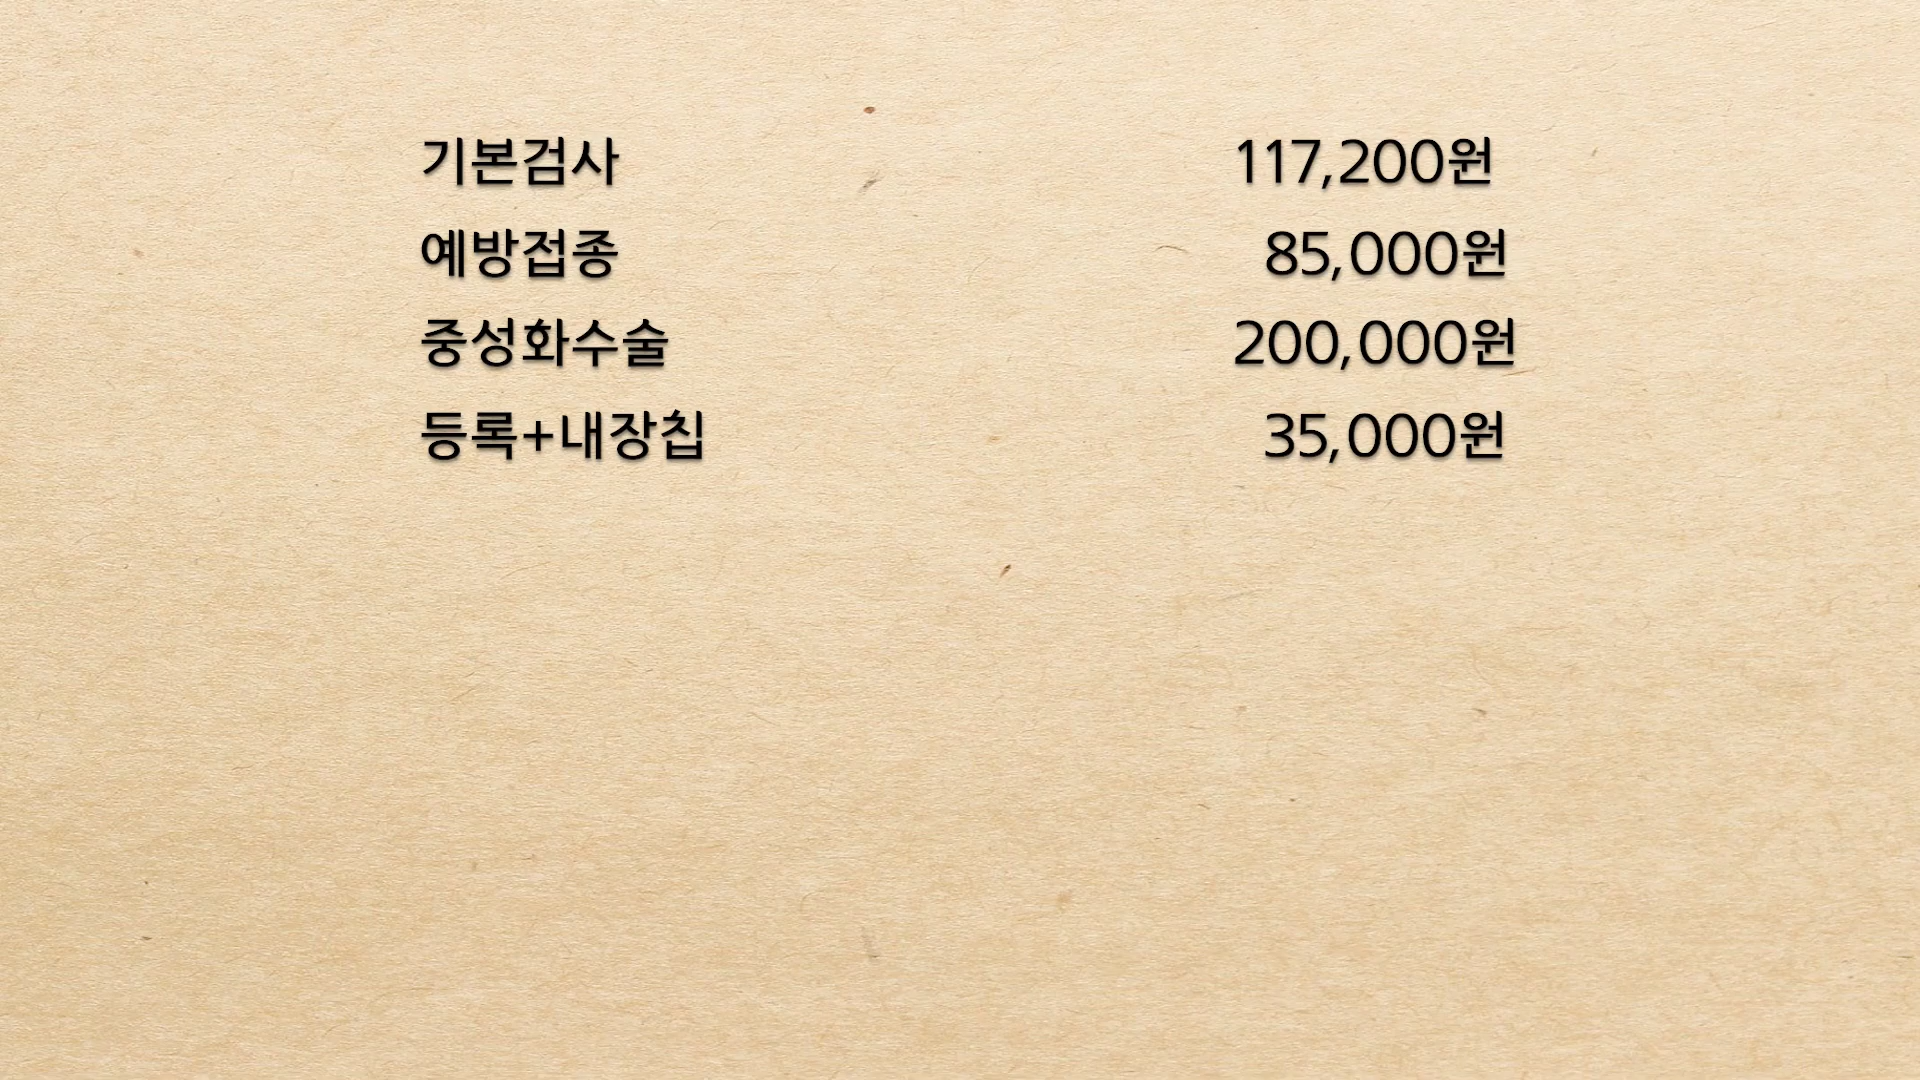 기본검사 117,200원
예방접종 85,000원
중성화수술 200,000원
등록+내장칩 35,000원